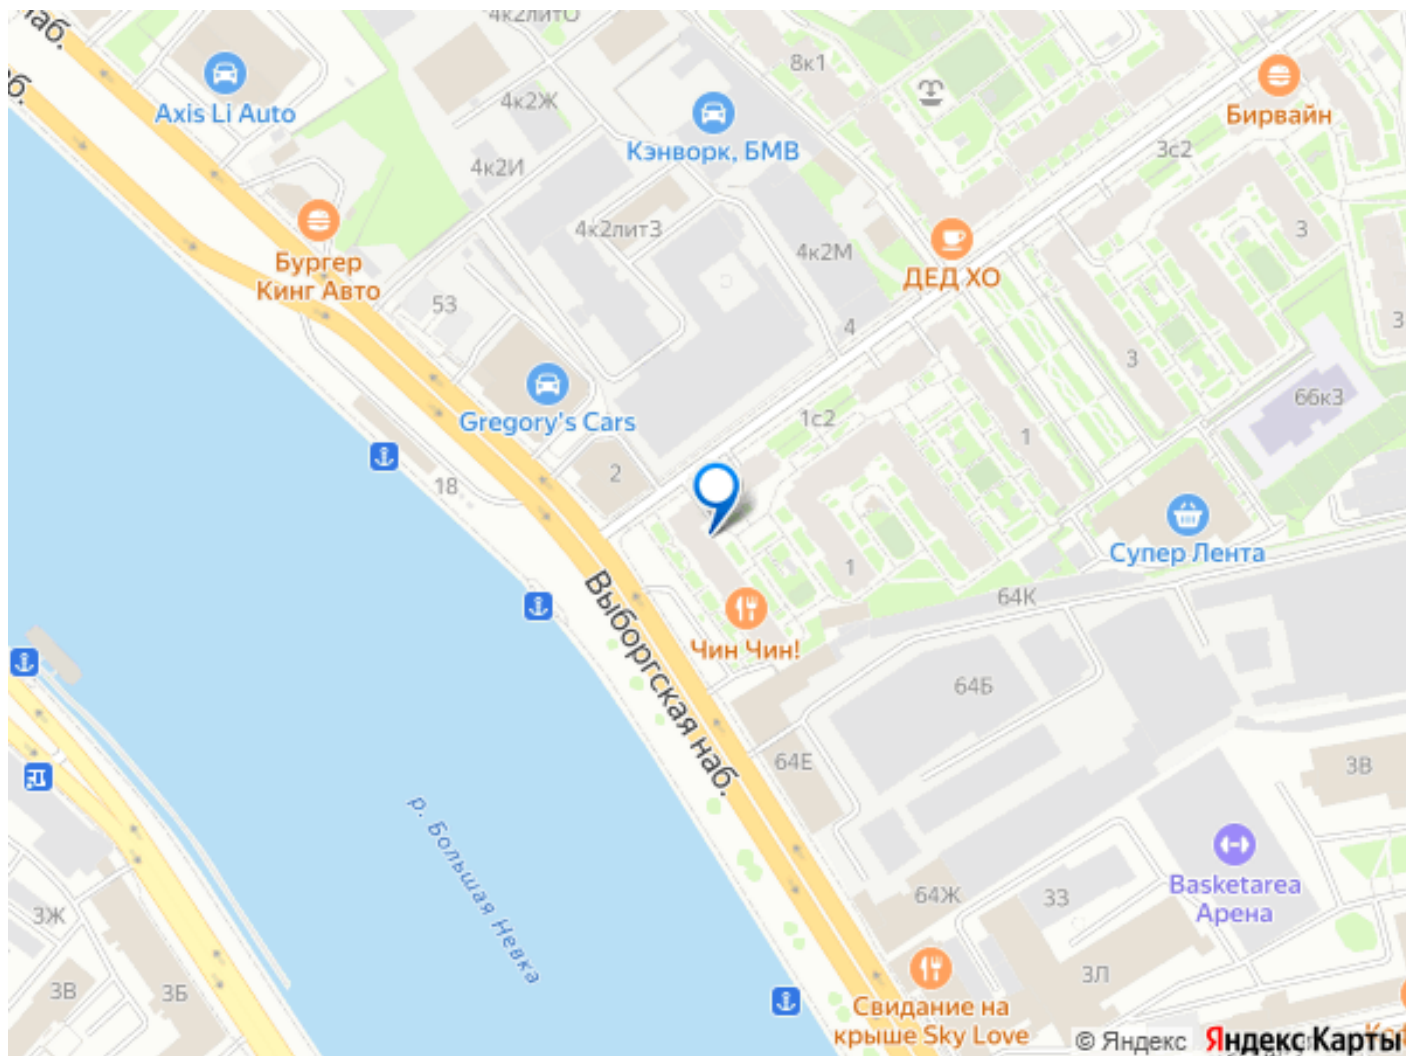 наб.
4к2литО
8к1
Axis Li Auto
4к2Ж
Кэнворк, БМВ
Бирвайн
3с2
4к2И
4к2литЗ
4к2М
3
Бургер
Кинг Авто
ДЕД ХО
53
4
3
3
66к3
Gregory's Cars
1с2
1
2
18
Супер Лента
1
64К
Выборгская наб.
Чин Чин!
64Б
64Е
3В
р. Большая Невка
Basketarea
Арена
64Ж
33
3Ж
3Л
3В
3Б
Свидание на
крыше Sky Love
© Яндекс
Яндекс Карты